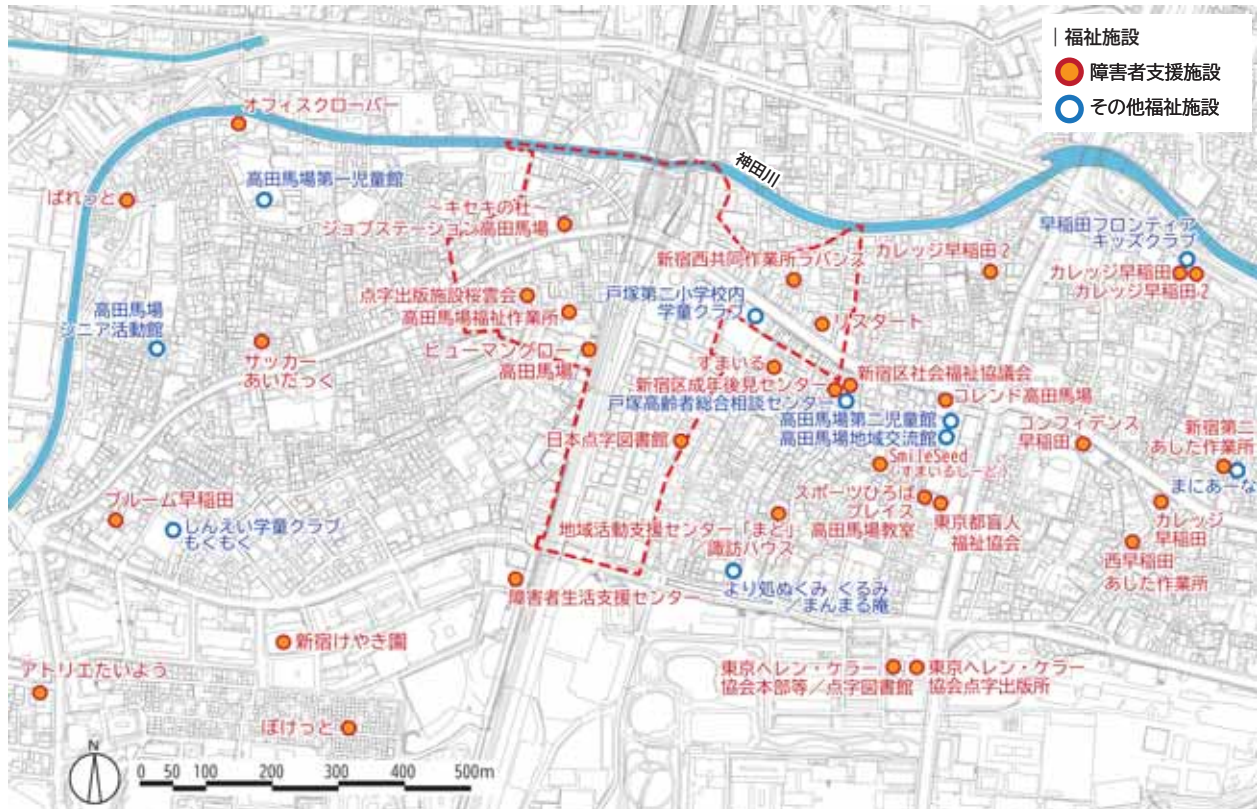 福祉施設
障害者支援施設
その他福祉施設
オフィスクローバー
神田川
ぱれっと
高田馬場第一児童館
～キセキの杜～
ジョブステーション高田馬場
早稲田フロンティア
キッズクラブ
新宿西共同作業所ラバンス
カレッジ早稲田2
カレッジ早稲田
カレッジ早稲田2
高田馬場
シニア活動館
点字出版施設桜雲会
高田馬場福祉作業所
戸塚第二小学校内
学童クラブ
リスタート
サッカー
あいだっく
ヒューマングロー
高田馬場
すまいる
新宿区成年後見センター
新宿区社会福祉協議会
戸塚高齢者総合相談センター
コレンド高田馬場
高田馬場第二児童館
高田馬場地域交流館
コンフィデンス
早稲田
新宿第二
あした作業所
まにあーな
日本点字図書館
SmileSeed
(すまいるしーど)
ブルーム早稲田
しんえい学童クラブ
もくもく
スポーツひろば
プレイス
高田馬場教室
東京都盲人
福祉協会
カレッジ
早稲田
西早稲田
あした作業所
地域活動支援センター「まど」
諏訪ハウス
より処ぬくみ くるみ
/まんまる庵
障害者生活支援センター
新宿けやき園
アトリエたいよう
東京ヘレン・ケラー
協会本部等/点字図書館
東京ヘレン・ケラー
協会点字出版所
ぽけっと
N
0 50 100 200 300 400 500m